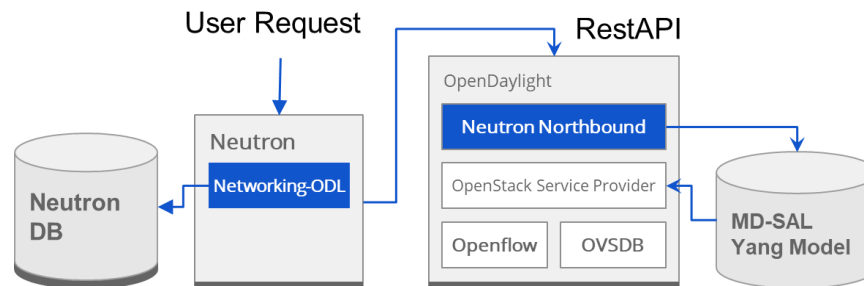 User Request
RestAPI
OpenDaylight
Neutron Northbound
Neutron
Networking-ODL
OpenStack Service Provider
Neutron
DB
MD-SAL
Yang Model
Openflow
OVSDB